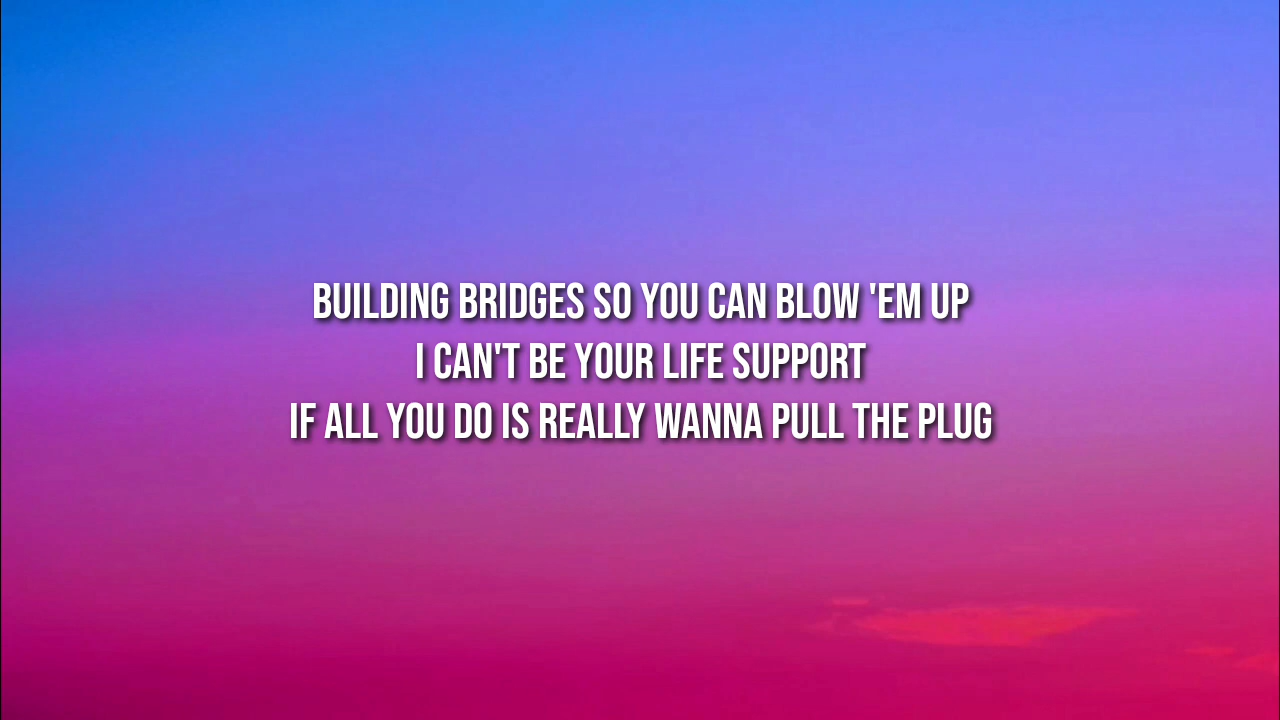 BUILDING BRIDGES SO YOU CAN BLOW 'EM UP
I CAN'T BE YOUR LIFE SUPPORT
IF ALL YOU DO IS REALLY WANNA PULL THE PLUG